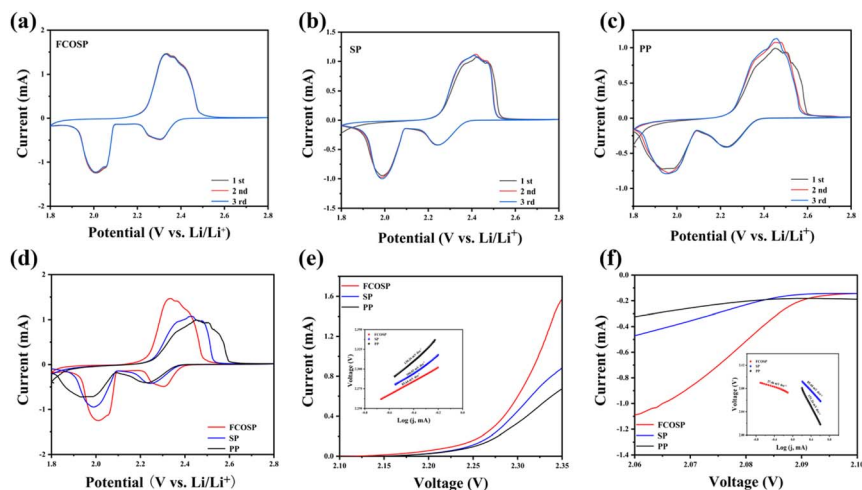 (a)
FCOSP
Current (mA)
2
1
0
-1
-2
1 st
2 nd
3 rd
1.8 2.0 2.2 2.4 2.6 2.8
Potential (V vs. Li/Li+)
(b)
SP
Current (mA)
1.5
1.0
0.5
0.0
-0.5
-1.0
-1.5
1 st
2 nd
3 rd
1.8 2.0 2.2 2.4 2.6 2.8
Potential (V vs. Li/Li+)
(c)
PP
Current (mA)
1.0
0.5
0.0
-0.5
-1.0
1 st
2 nd
3 rd
1.8 2.0 2.2 2.4 2.6 2.8
Potential (V vs. Li/Li+)
(d)
Current (mA)
2
1
0
-1
-2
FCOSP
SP
PP
1.8 2.0 2.2 2.4 2.6 2.8
Potential (V vs. Li/Li+)
(e)
Current (mA)
1.6
1.2
0.8
0.4
0.0
FCOSP
SP
PP
Voltage (V)
Log (j, mA)
FCOSP
SP
PP
2.10 2.15 2.20 2.25 2.30 2.35
Voltage (V)
(f)
Current (mA)
0.0
-0.2
-0.4
-0.6
-0.8
-1.0
-1.2
-1.4
FCOSP
SP
PP
Voltage (V)
Log (j, mA)
FCOSP
SP
PP
2.06 2.07 2.08 2.09 2.10
Voltage (V)